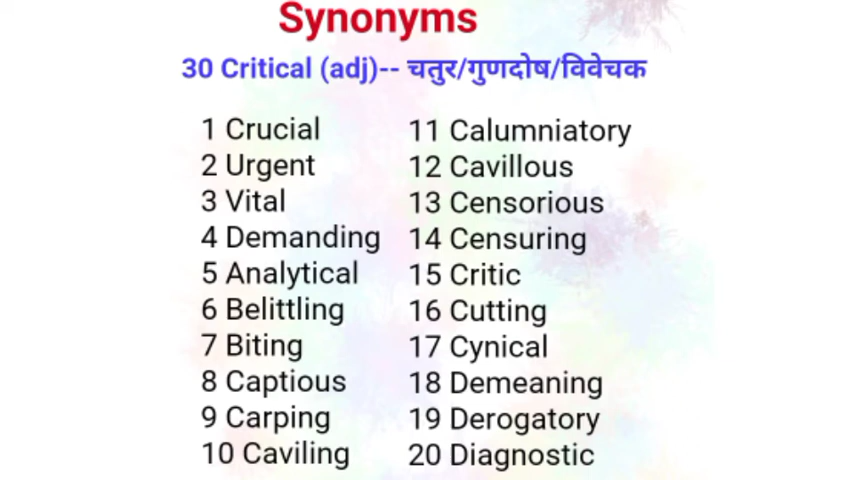 Synonyms
30 Critical (adj)-- चतुर/गुणदोष/विवेचक
1 Crucial
2 Urgent
3 Vital
4 Demanding
5 Analytical
6 Belittling
7 Biting
8 Captious
9 Carping
10 Caviling
11 Calumniatory
12 Cavillous
13 Censorious
14 Censuring
15 Critic
16 Cutting
17 Cynical
18 Demeaning
19 Derogatory
20 Diagnostic